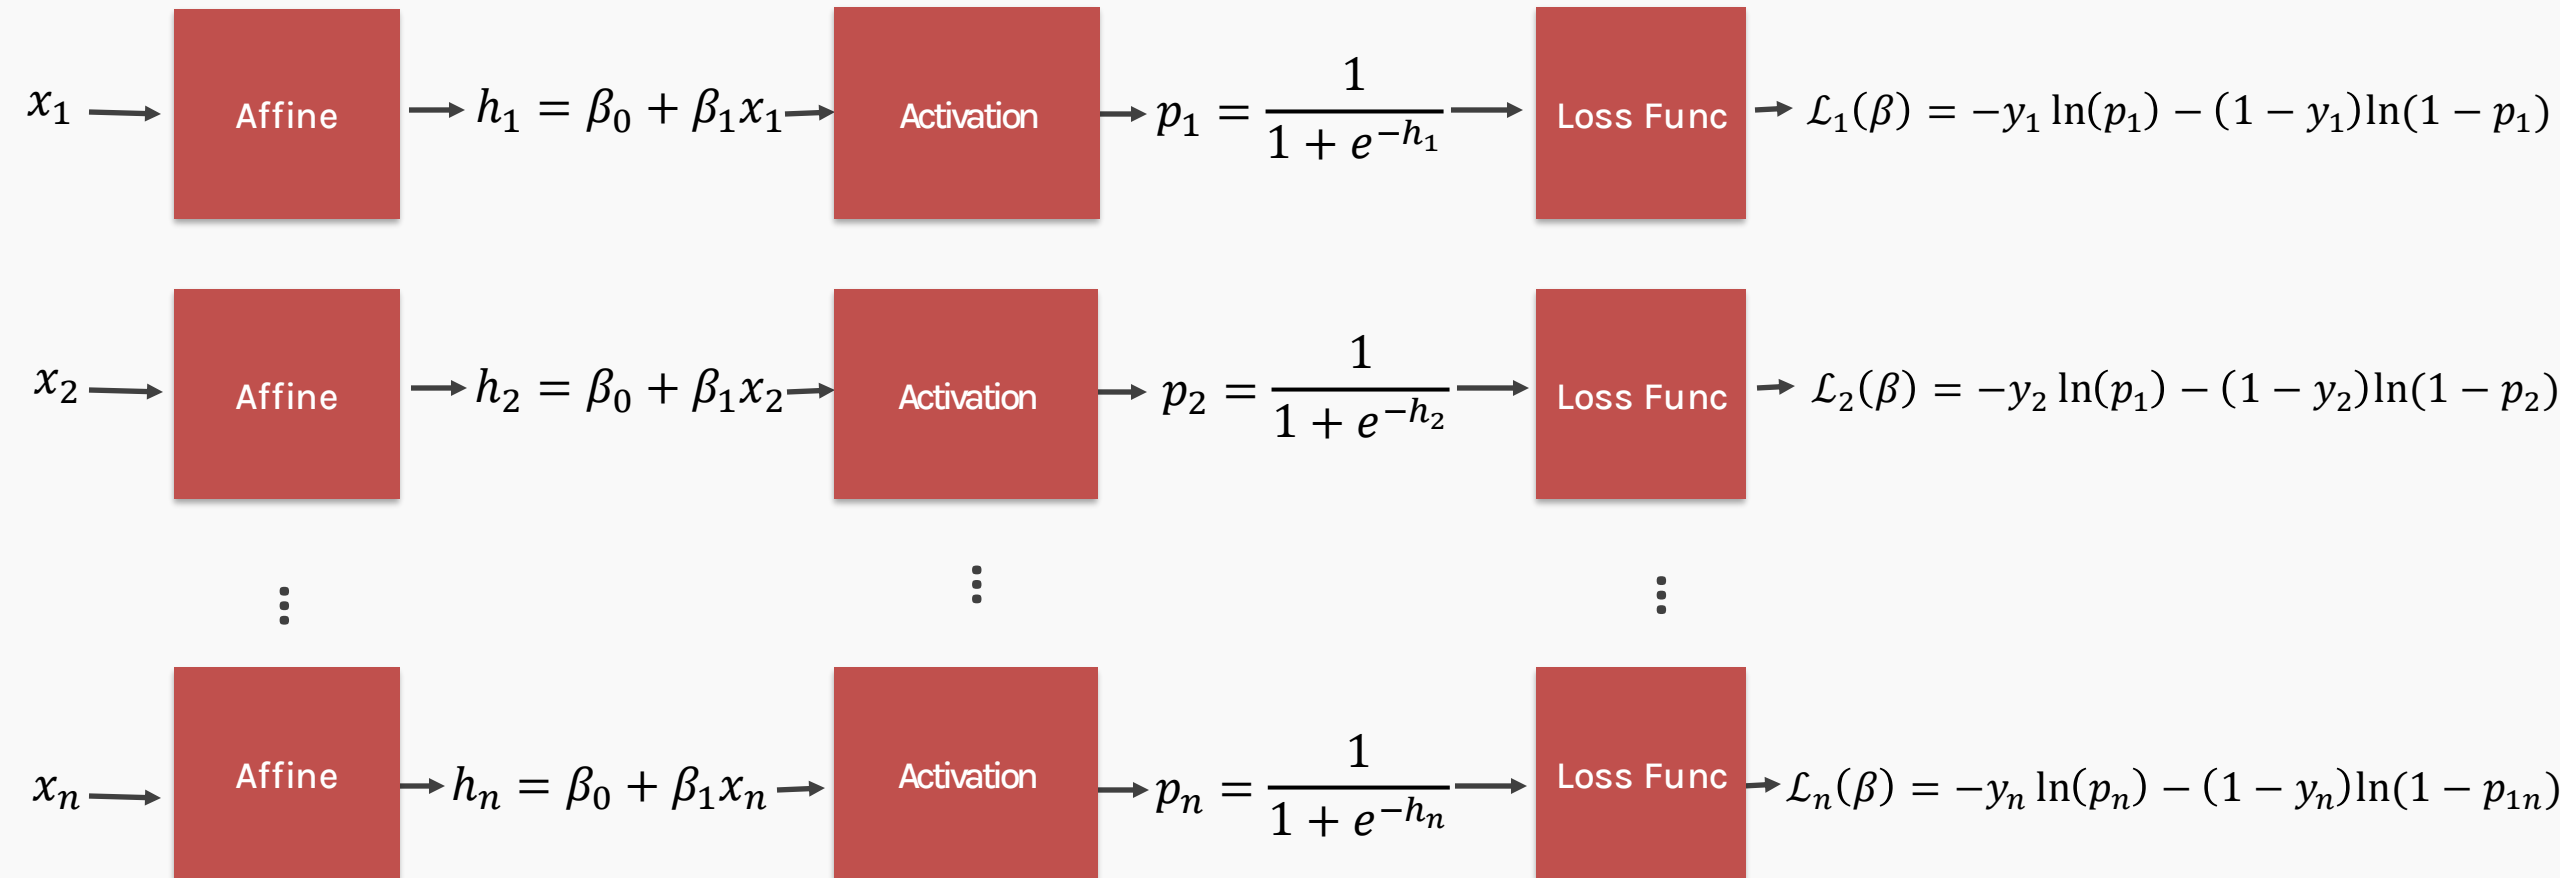 x₁ → Affine → h₁ = β₀ + β₁x₁ → Activation → p₁ = 1 / (1 + e^(−h₁)) → Loss Func → ℒ₁(β) = −y₁ ln(p₁) − (1 − y₁)ln(1 − p₁)
x₂ → Affine → h₂ = β₀ + β₁x₂ → Activation → p₂ = 1 / (1 + e^(−h₂)) → Loss Func → ℒ₂(β) = −y₂ ln(p₁) − (1 − y₂)ln(1 − p₂)
⋮ ⋮ ⋮
xₙ → Affine → hₙ = β₀ + β₁xₙ → Activation → pₙ = 1 / (1 + e^(−hₙ)) → Loss Func → ℒₙ(β) = −yₙ ln(pₙ) − (1 − yₙ)ln(1 − p₁ₙ)